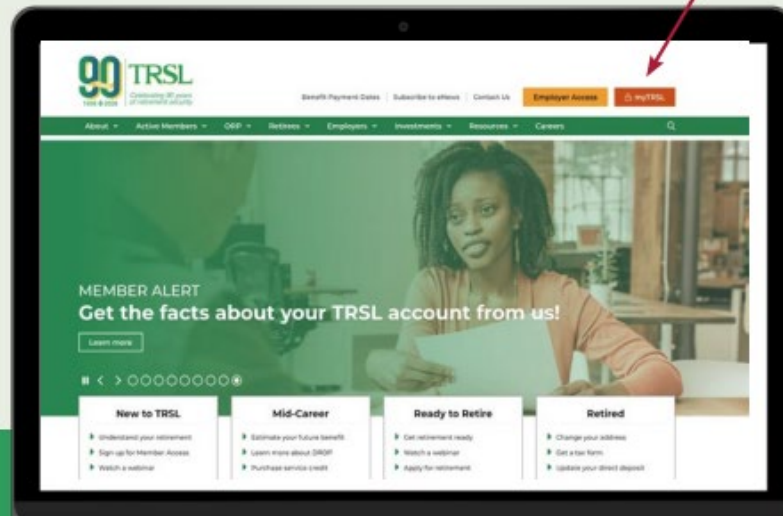 90 TRSL
Celebrating 90 years
of retirement security
Benefit Payment Dates Subscribe to eNews Contact Us Employer Access myTRSL
About Active Members ORP Retirees Employers Investments Resources Careers
MEMBER ALERT
Get the facts about your TRSL account from us!
Learn more
New to TRSL
Understand your retirement
Sign up for Member Access
Watch a webinar
Mid-Career
Estimate your future benefit
Learn more about DROP
Purchase service credit
Ready to Retire
Get retirement ready
Watch a webinar
Apply for retirement
Retired
Change your address
Get a tax form
Update your direct deposit